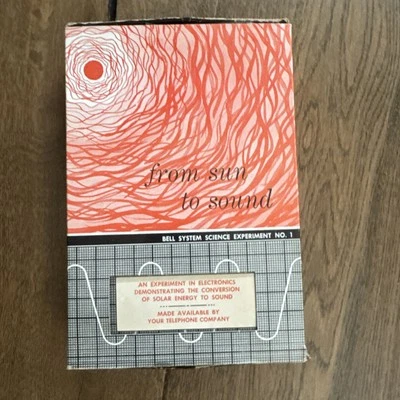 from sun
to sound
BELL SYSTEM SCIENCE EXPERIMENT NO. 1
AN EXPERIMENT IN ELECTRONICS
DEMONSTRATING THE CONVERSION
OF SOLAR ENERGY TO SOUND
MADE AVAILABLE BY
YOUR TELEPHONE COMPANY